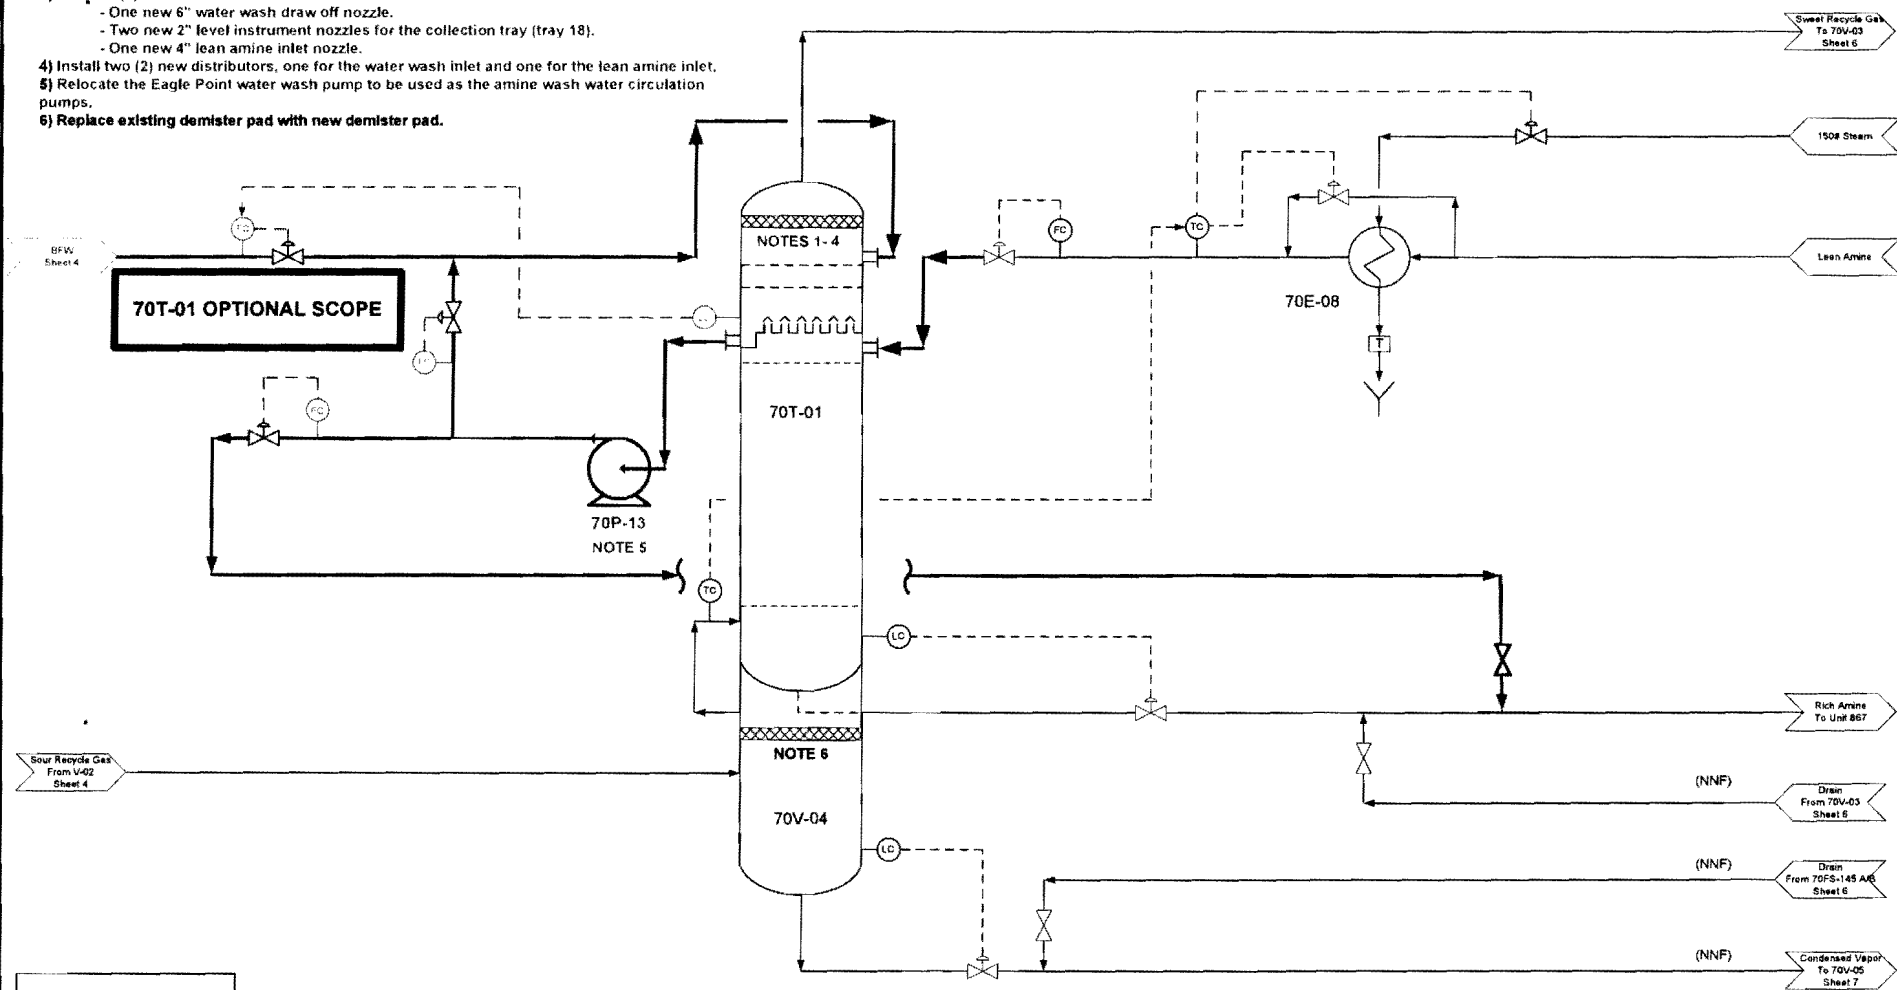 - One new 6" water wash draw off nozzle.
- Two new 2" level instrument nozzles for the collection tray (tray 18).
- One new 4" lean amine inlet nozzle.
4) Install two (2) new distributors, one for the water wash inlet and one for the lean amine inlet.
5) Relocate the Eagle Point water wash pump to be used as the amine wash water circulation
pumps.
6) Replace existing demister pad with new demister pad.
Sweet Recycle Gas
To 70V-03
Sheet 6
150# Steam
BFW
Sheet 4
NOTES 1- 4
FC
TC
Lean Amine
70E-08
70T-01 OPTIONAL SCOPE
T
70T-01
FC
70P-13
NOTE 5
TC
LC
Rich Amine
To Unit 867
NOTE 6
Sour Recycle Gas
From V-02
Sheet 4
(NNF)
Drain
From 70V-03
Sheet 6
70V-04
LC
(NNF)
Drain
From 70FS-145 A/B
Sheet 6
(NNF)
Condensed Vapor
To 70V-05
Sheet 7